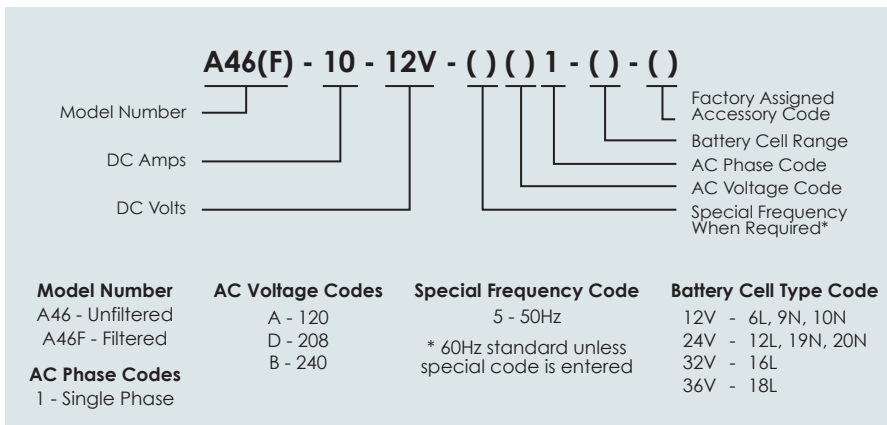 A46(F) - 10 - 12V - ( ) ( ) 1 - ( ) - ( )
Model Number
DC Amps
DC Volts
Factory Assigned
Accessory Code
Battery Cell Range
AC Phase Code
AC Voltage Code
Special Frequency
When Required*
Model Number
A46 - Unfiltered
A46F - Filtered
AC Phase Codes
1 - Single Phase
AC Voltage Codes
A - 120
D - 208
B - 240
Special Frequency Code
5 - 50Hz
* 60Hz standard unless
special code is entered
Battery Cell Type Code
12V - 6L, 9N, 10N
24V - 12L, 19N, 20N
32V - 16L
36V - 18L